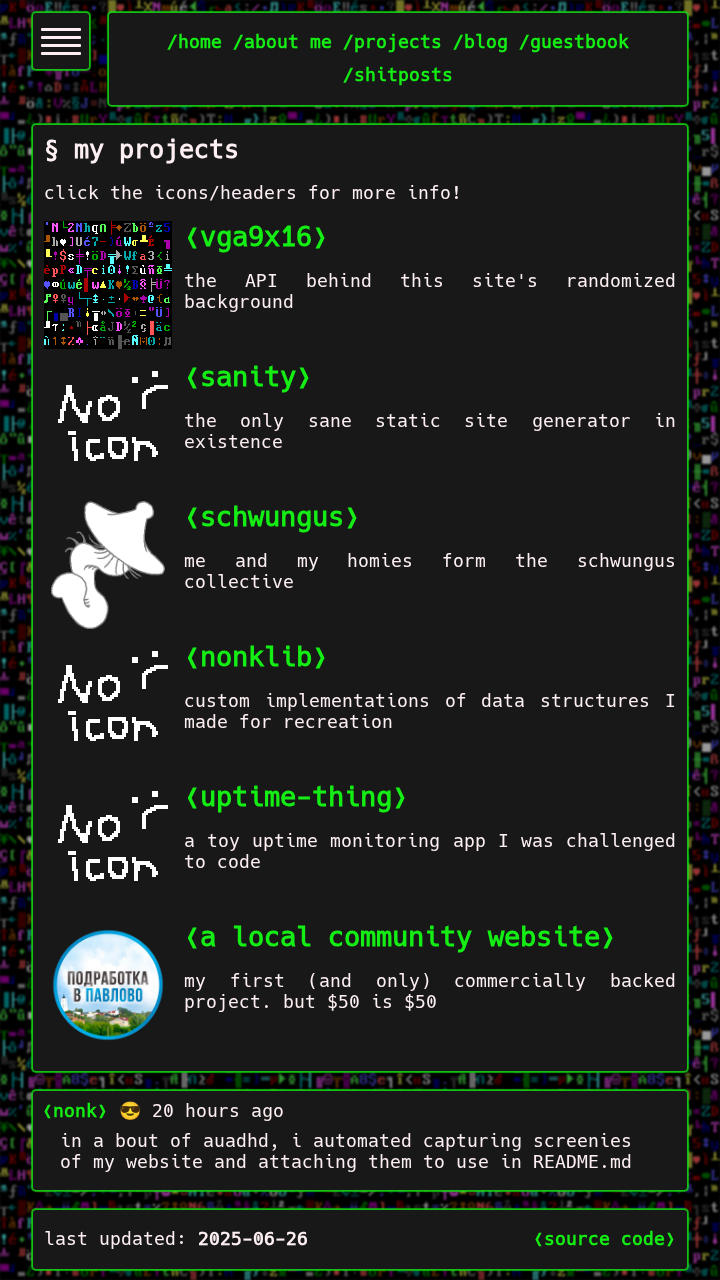 /home /about me /projects /blog /guestbook
/shitposts
§ my projects
click the icons/headers for more info!
❬vga9x16❭
the API behind this site's randomized
background
No
icon
❬sanity❭
the only sane static site generator in
existence
❬schwungus❭
me and my homies form the schwungus
collective
No
icon
❬nonklib❭
custom implementations of data structures I
made for recreation
No
icon
❬uptime-thing❭
a toy uptime monitoring app I was challenged
to code
ПОДРАБОТКА
В ПАВЛОВО
❬a local community website❭
my first (and only) commercially backed
project. but $50 is $50
❬nonk❭ 😎 20 hours ago
in a bout of auadhd, i automated capturing screenies
of my website and attaching them to use in README.md
last updated: 2025-06-26 ❬source code❭